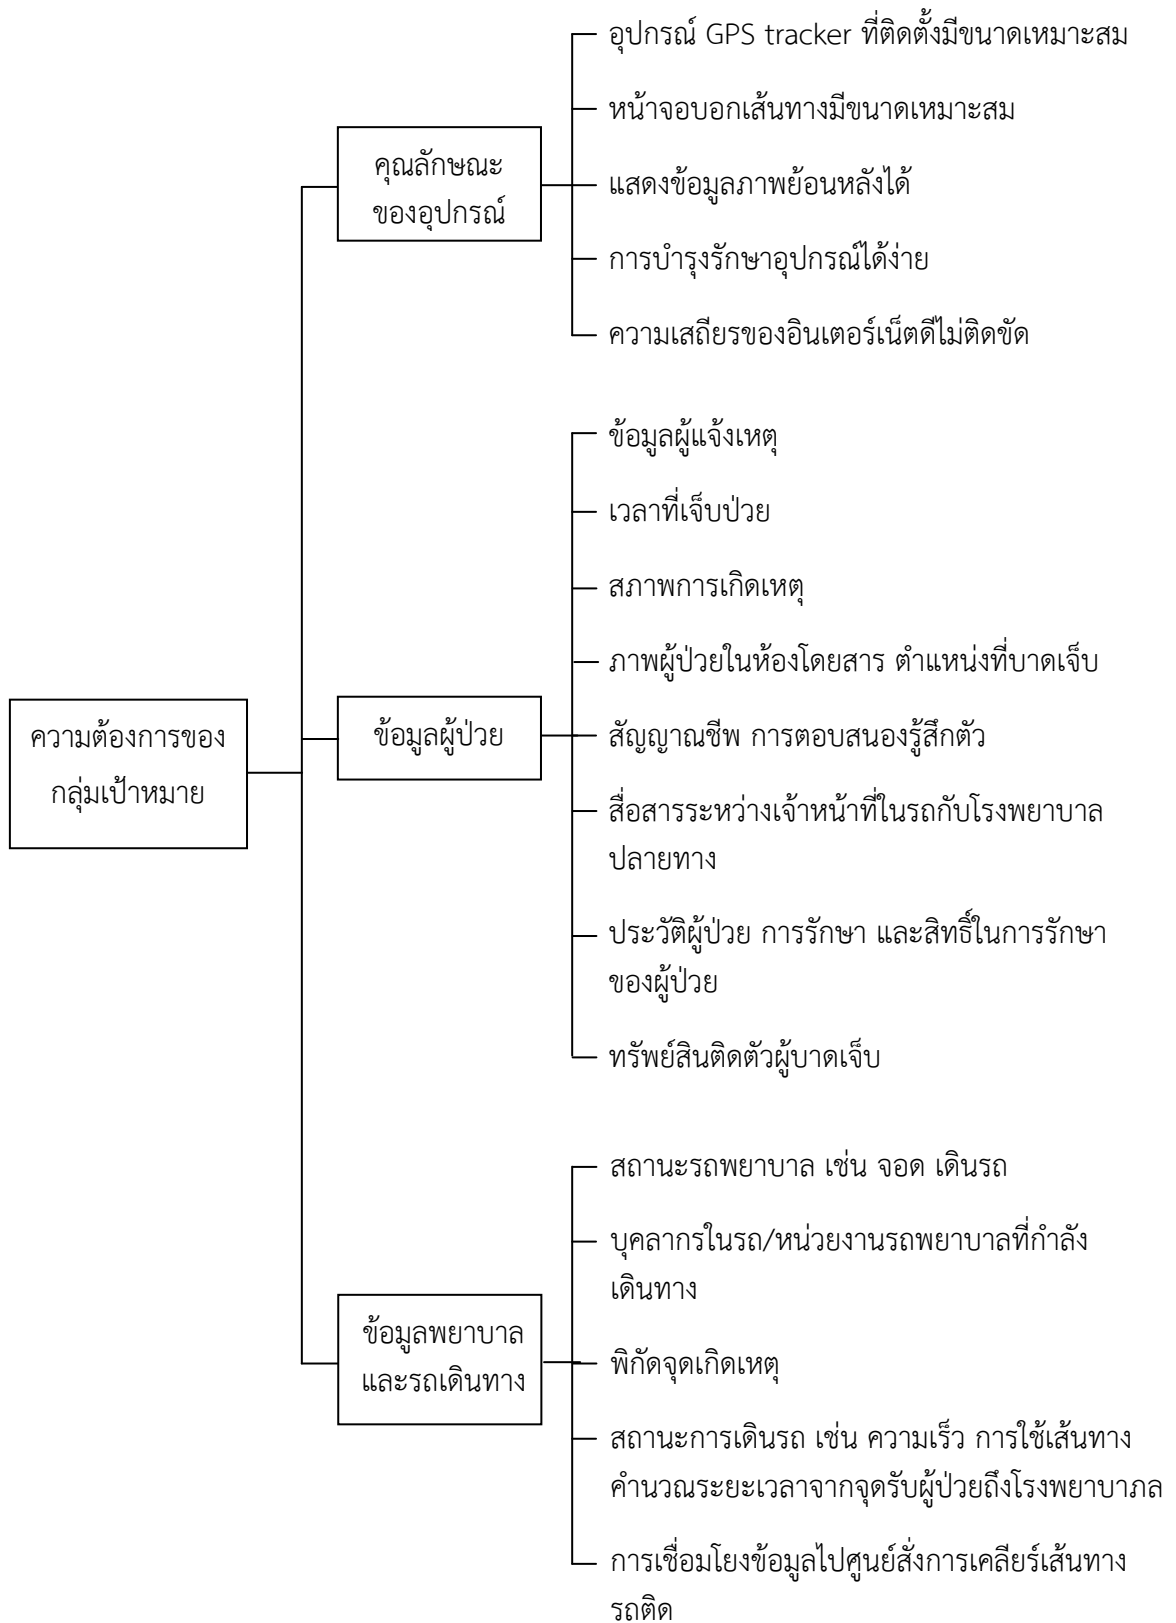 อุปกรณ์ GPS tracker ที่ติดตั้งมีขนาดเหมาะสม
หน้าจอบอกเส้นทางมีขนาดเหมาะสม
คุณลักษณะ
ของอุปกรณ์
แสดงข้อมูลภาพย้อนหลังได้
การบำรุงรักษาอุปกรณ์ได้ง่าย
ความเสถียรของอินเตอร์เน็ตดีไม่ติดขัด
ข้อมูลผู้แจ้งเหตุ
เวลาที่เจ็บป่วย
สภาพการเกิดเหตุ
ภาพผู้ป่วยในห้องโดยสาร ตำแหน่งที่บาดเจ็บ
ความต้องการของ
กลุ่มเป้าหมาย
ข้อมูลผู้ป่วย
สัญญาณชีพ การตอบสนองรู้สึกตัว
สื่อสารระหว่างเจ้าหน้าที่ในรถกับโรงพยาบาล
ปลายทาง
ประวัติผู้ป่วย การรักษา และสิทธิ์ในการรักษา
ของผู้ป่วย
ทรัพย์สินติดตัวผู้บาดเจ็บ
สถานะรถพยาบาล เช่น จอด เดินรถ
บุคลากรในรถ/หน่วยงานรถพยาบาลที่กำลัง
เดินทาง
ข้อมูลพยาบาล
และรถเดินทาง
พิกัดจุดเกิดเหตุ
สถานะการเดินรถ เช่น ความเร็ว การใช้เส้นทาง
คำนวณระยะเวลาจากจุดรับผู้ป่วยถึงโรงพยาบาภล
การเชื่อมโยงข้อมูลไปศูนย์สั่งการเคลียร์เส้นทาง
รถติด